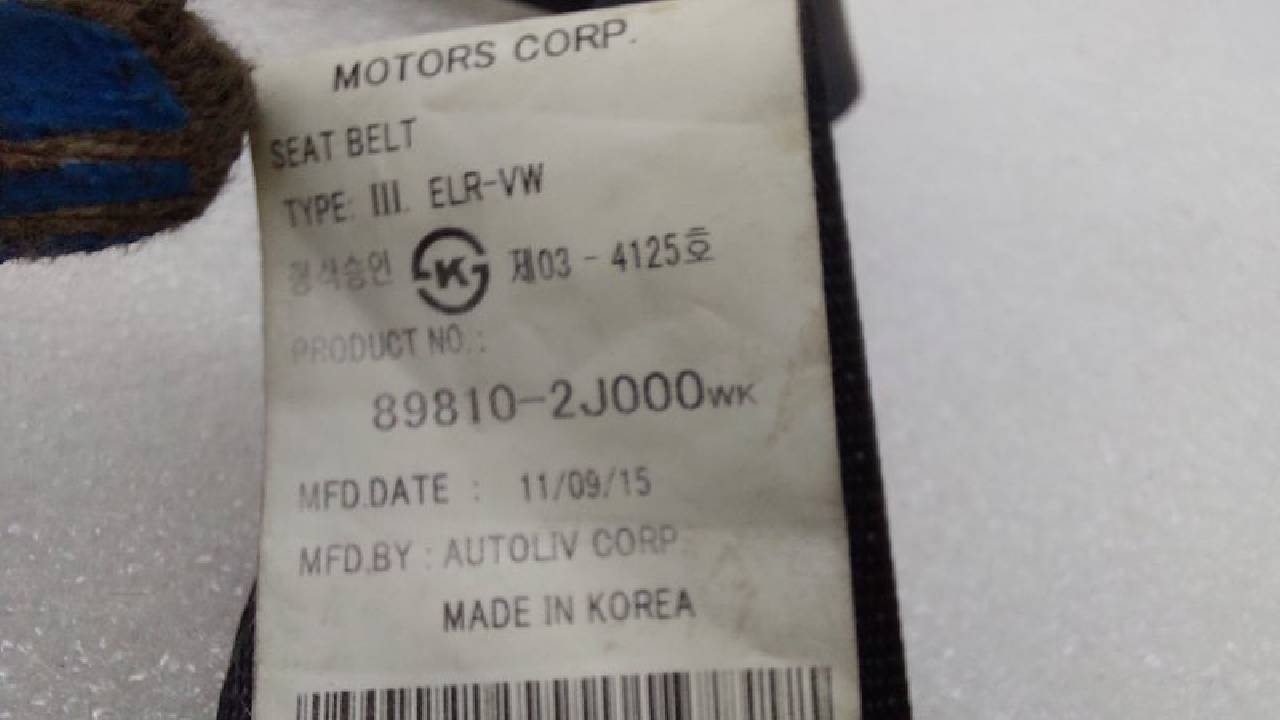 MOTORS CORP.
SEAT BELT
TYPE: III. ELR-VW
형식승인 K 제03 - 4125호
PRODUCT NO.:
89810-2J000WK
MFD.DATE : 11/09/15
MFD.BY : AUTOLIV CORP.
MADE IN KOREA